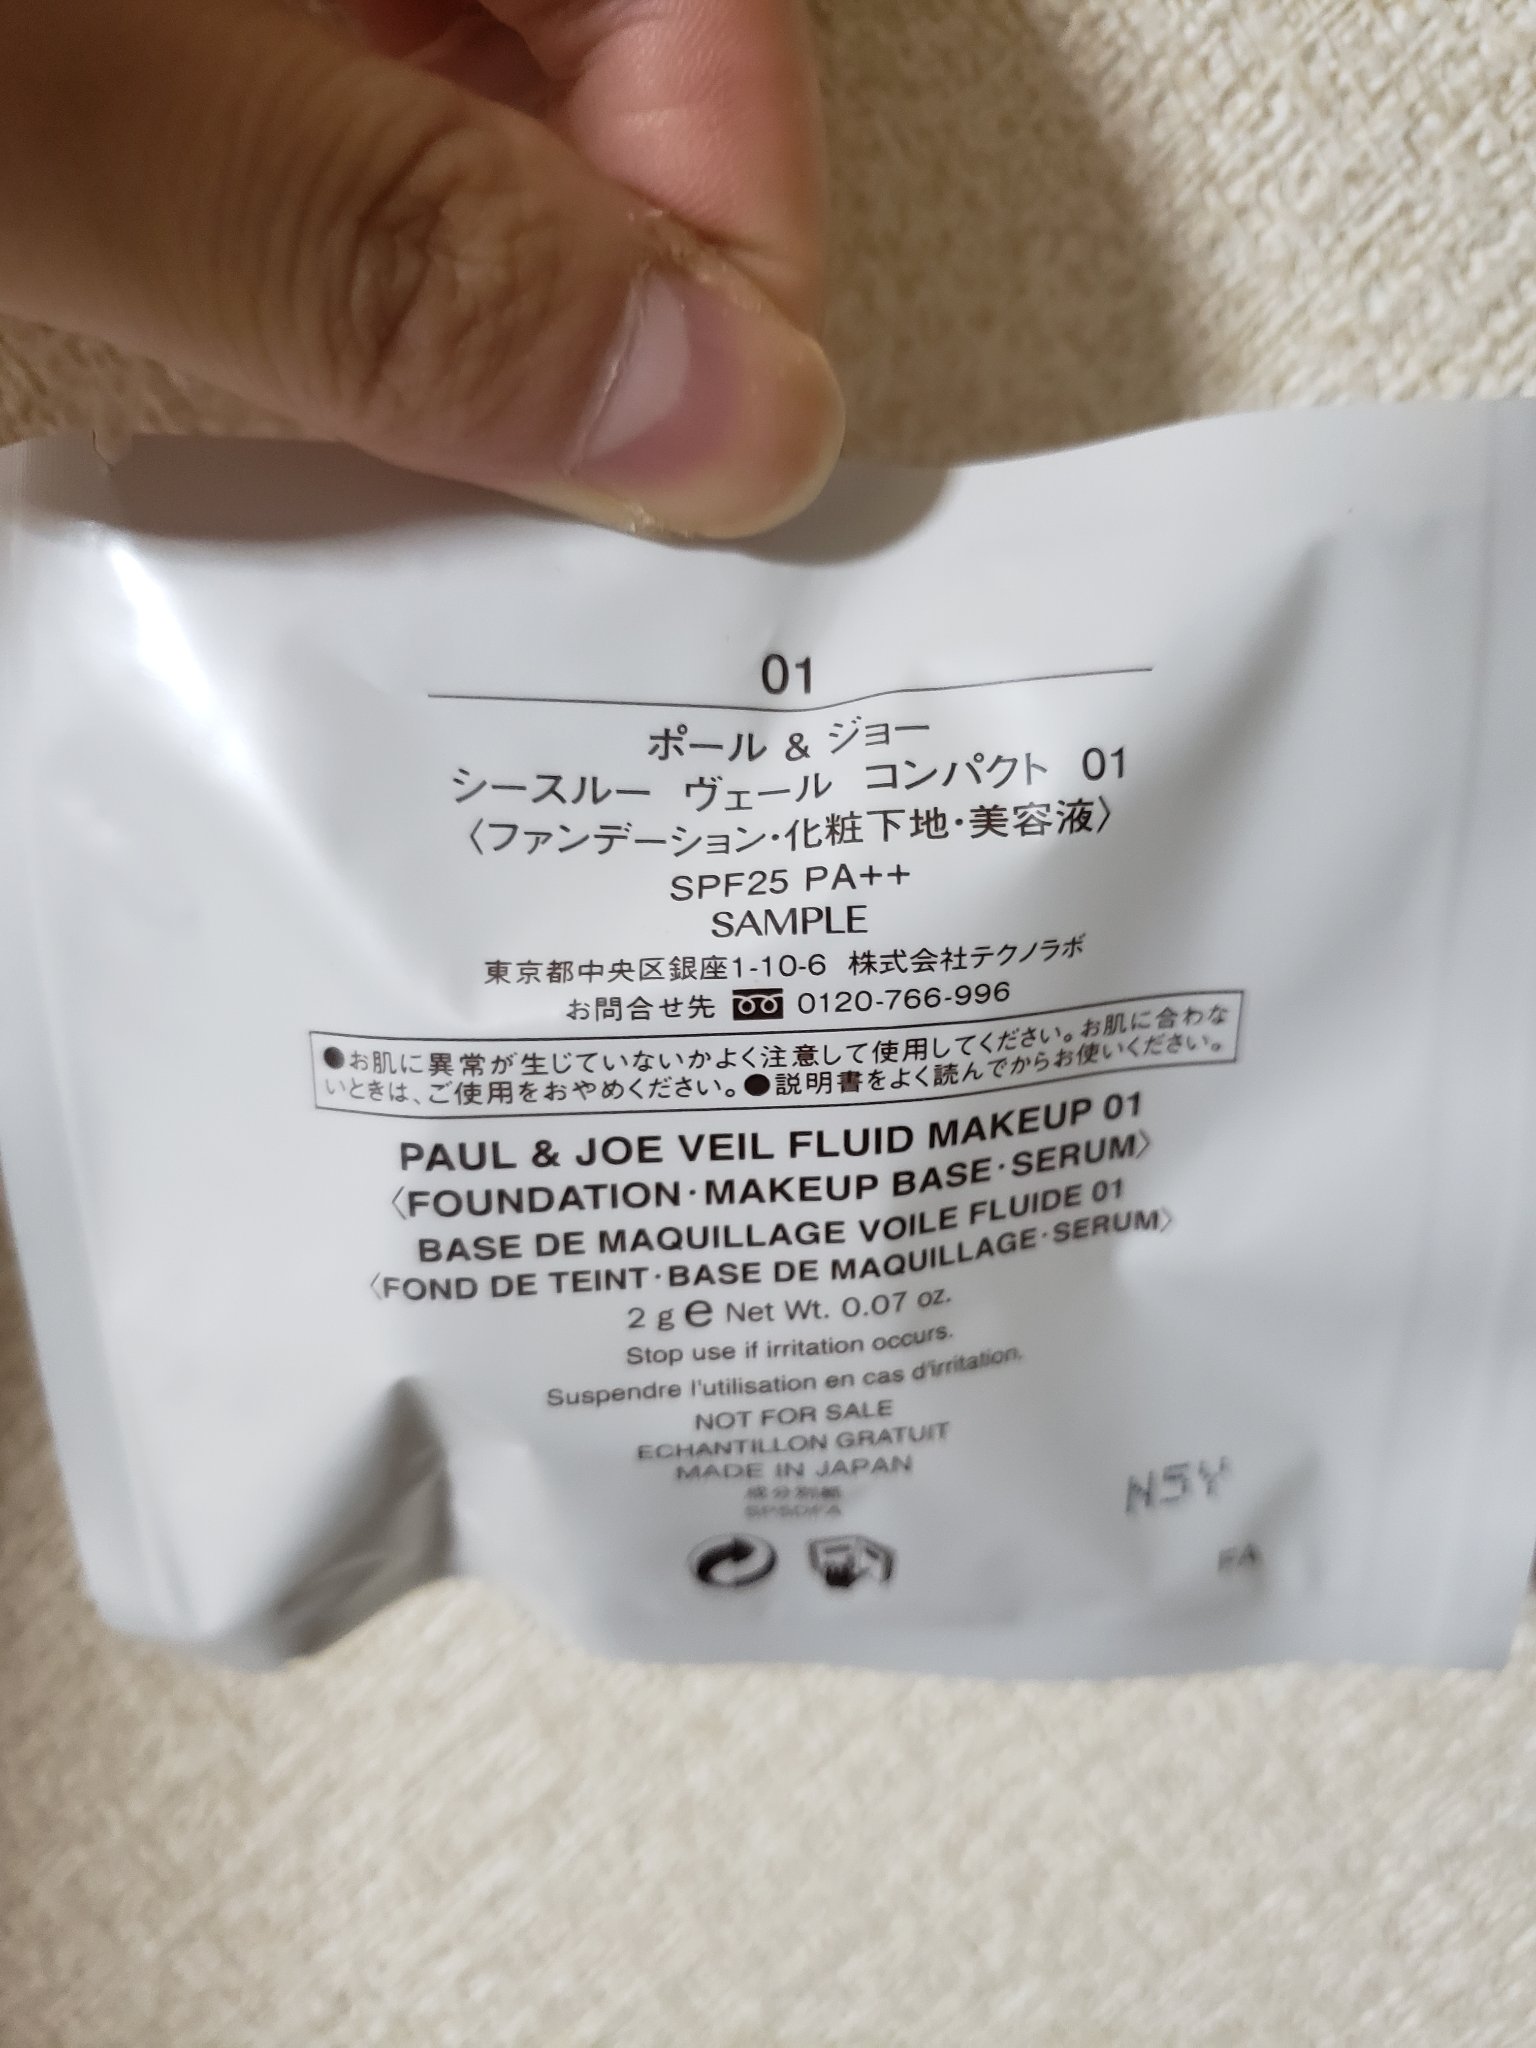 01
ポール & ジョー
シースルー ヴェール コンパクト 01
〈ファンデーション・化粧下地・美容液〉
SPF25 PA++
SAMPLE
東京都中央区銀座1-10-6 株式会社テクノラボ
お問合せ先 0120-766-996
●お肌に異常が生じていないかよく注意して使用してください。お肌に合わな
いときは、ご使用をおやめください。●説明書をよく読んでからお使いください。
PAUL & JOE VEIL FLUID MAKEUP 01
〈FOUNDATION・MAKEUP BASE・SERUM〉
BASE DE MAQUILLAGE VOILE FLUIDE 01
〈FOND DE TEINT・BASE DE MAQUILLAGE・SERUM〉
2 g e Net Wt. 0.07 oz.
Stop use if irritation occurs.
Suspendre l'utilisation en cas d'irritation.
NOT FOR SALE
ECHANTILLON GRATUIT
MADE IN JAPAN
N5Y